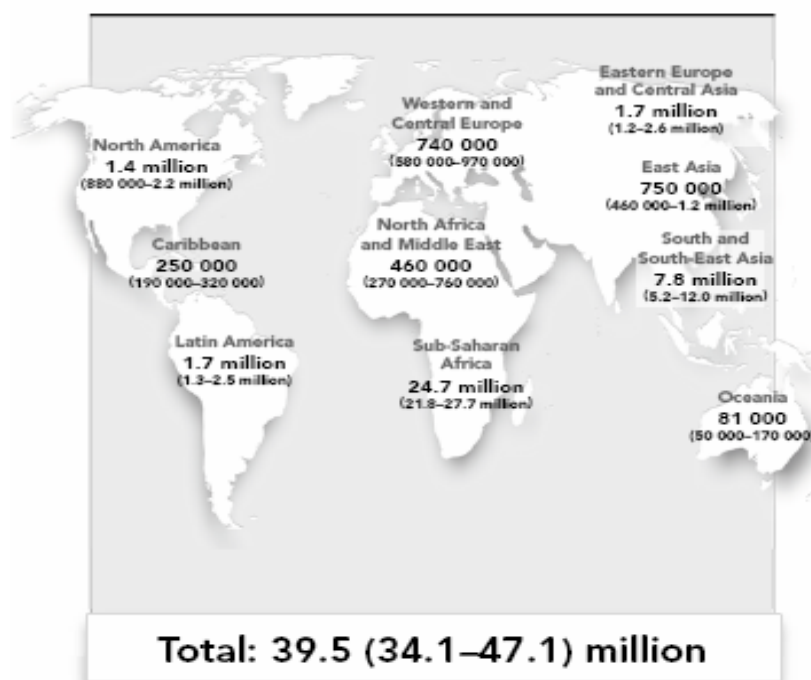 Eastern Europe
and Central Asia
1.7 million
(1.2–2.6 million)
Western and
Central Europe
740 000
(580 000–970 000)
North America
1.4 million
(880 000–2.2 million)
East Asia
750 000
(460 000–1.2 million)
North Africa
and Middle East
460 000
(270 000–760 000)
Caribbean
250 000
(190 000–320 000)
South and
South-East Asia
7.8 million
(5.2–12.0 million)
Latin America
1.7 million
(1.3–2.5 million)
Sub-Saharan
Africa
24.7 million
(21.8–27.7 million)
Oceania
81 000
(50 000–170 000
Total: 39.5 (34.1–47.1) million